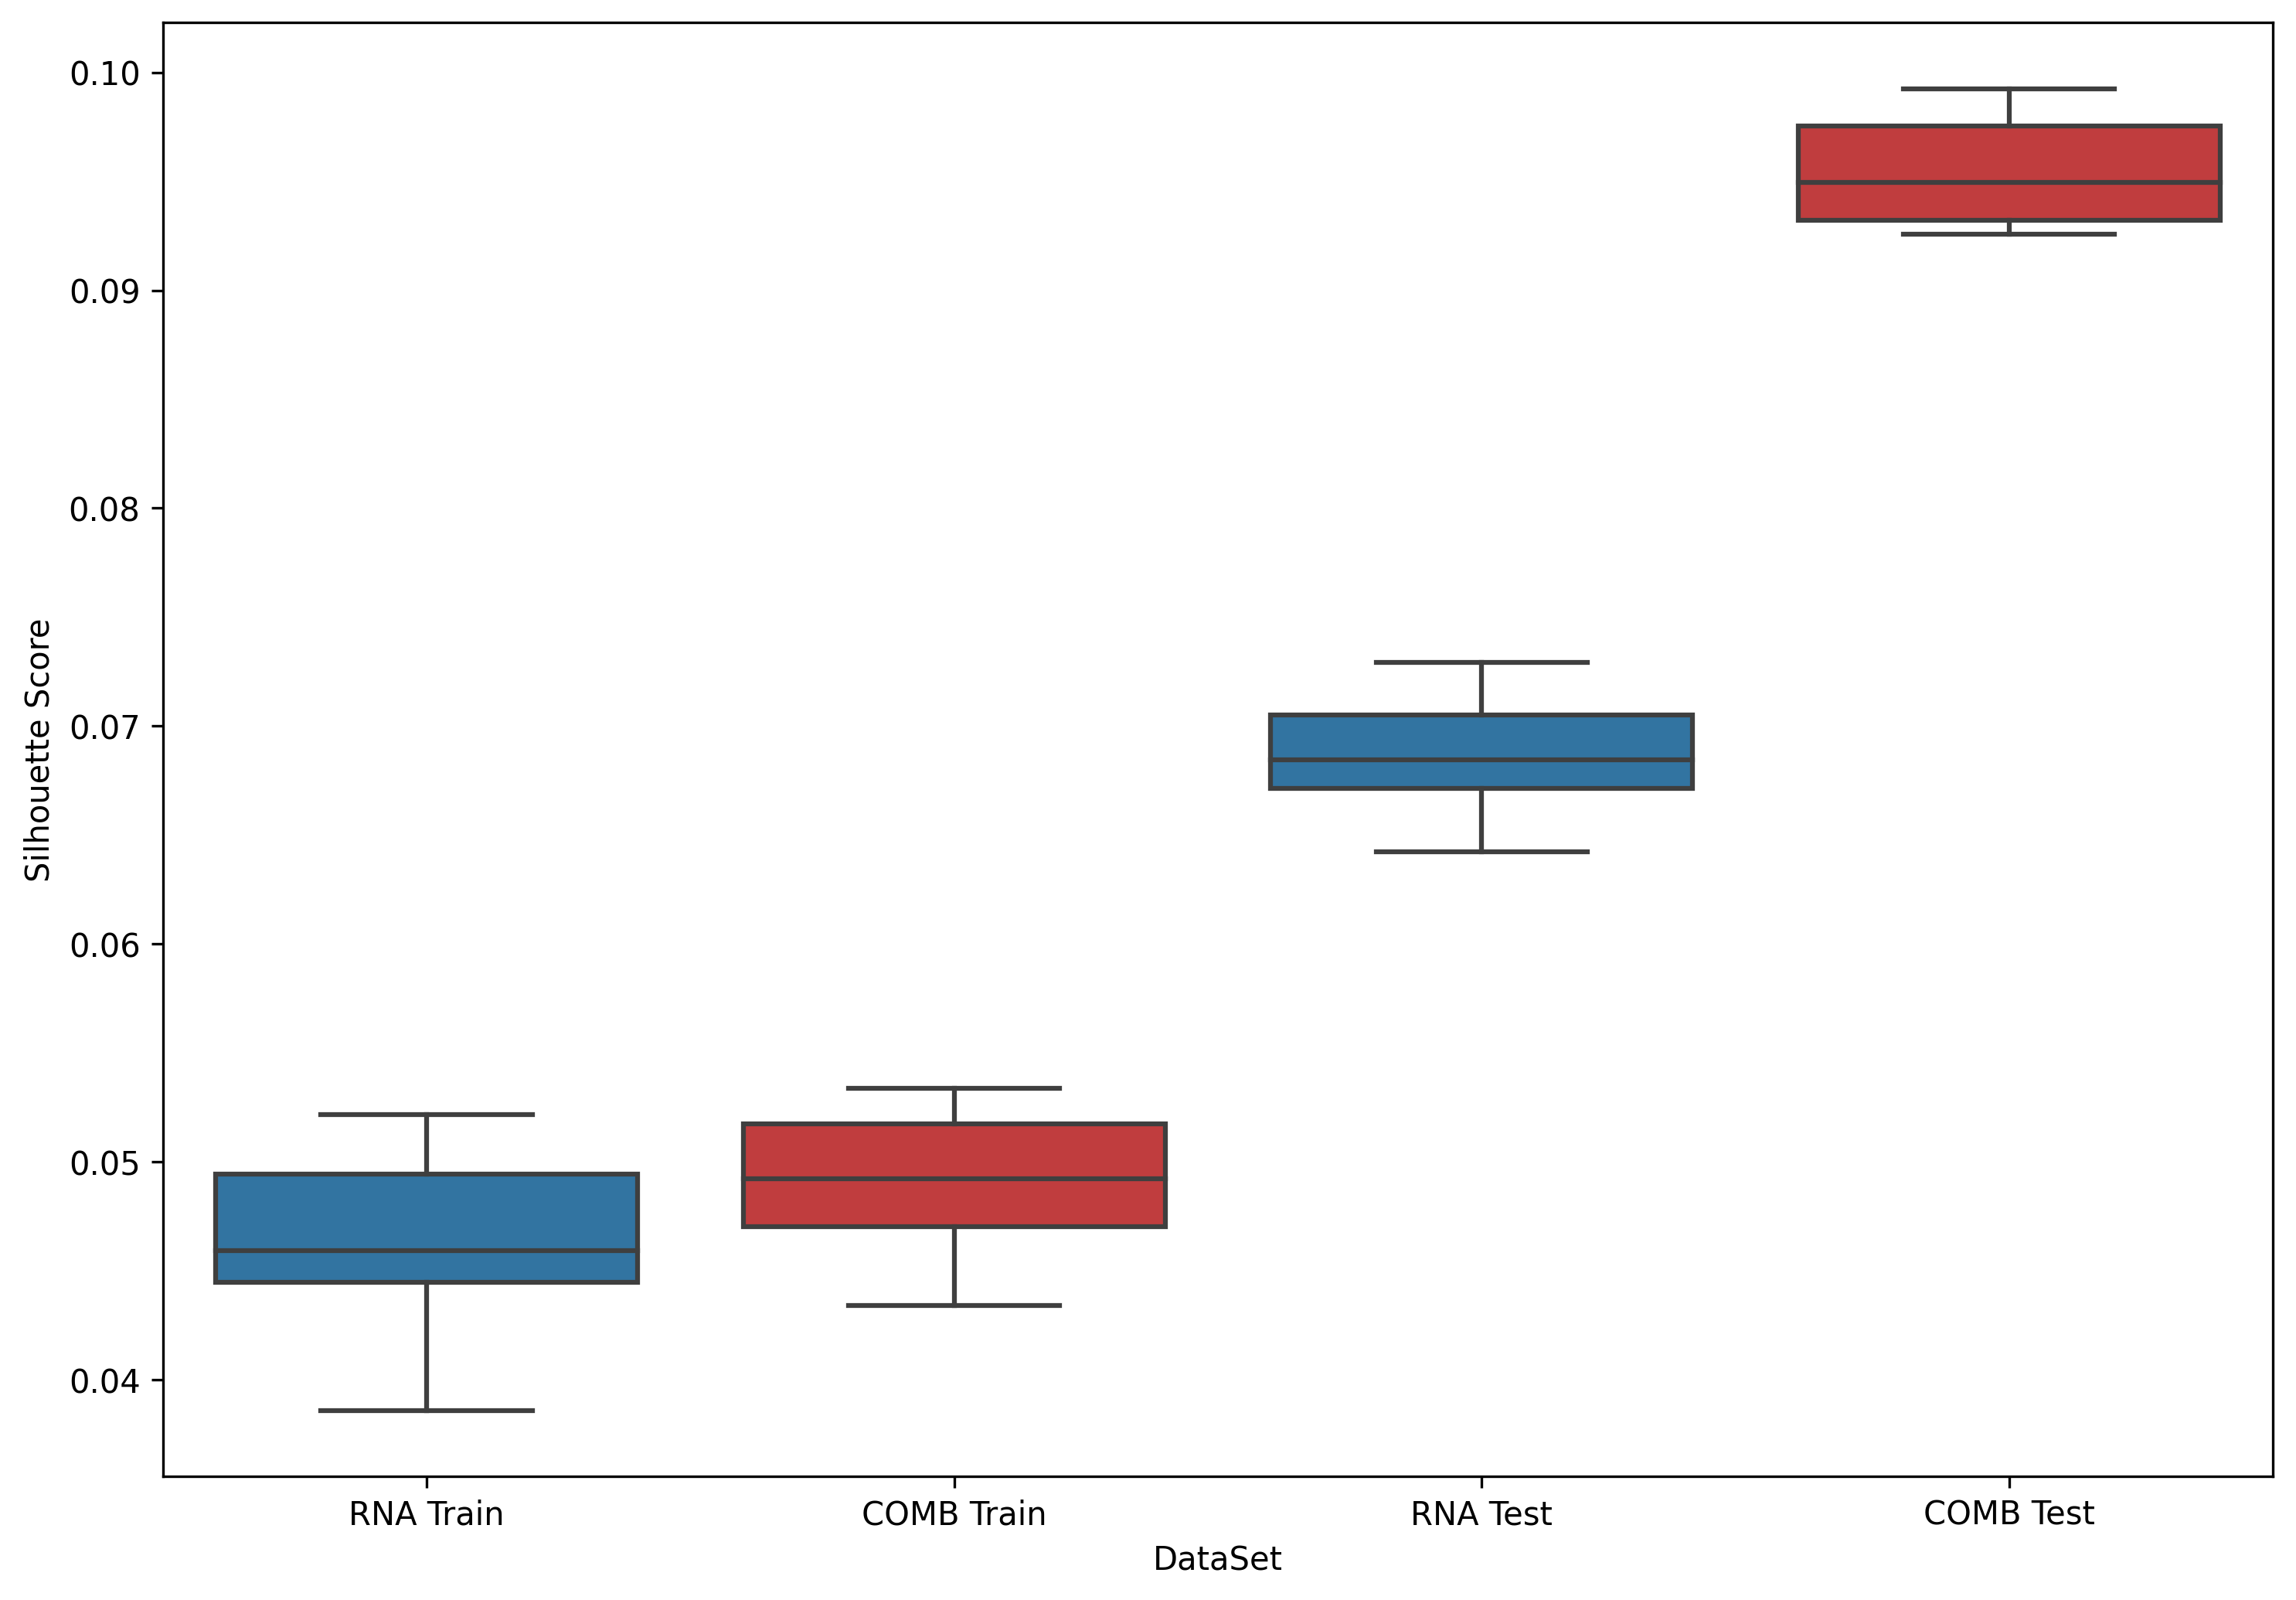 0.10
0.09
0.08
0.07
0.06
0.05
0.04
Silhouette Score
RNA Train
COMB Train
RNA Test
COMB Test
DataSet